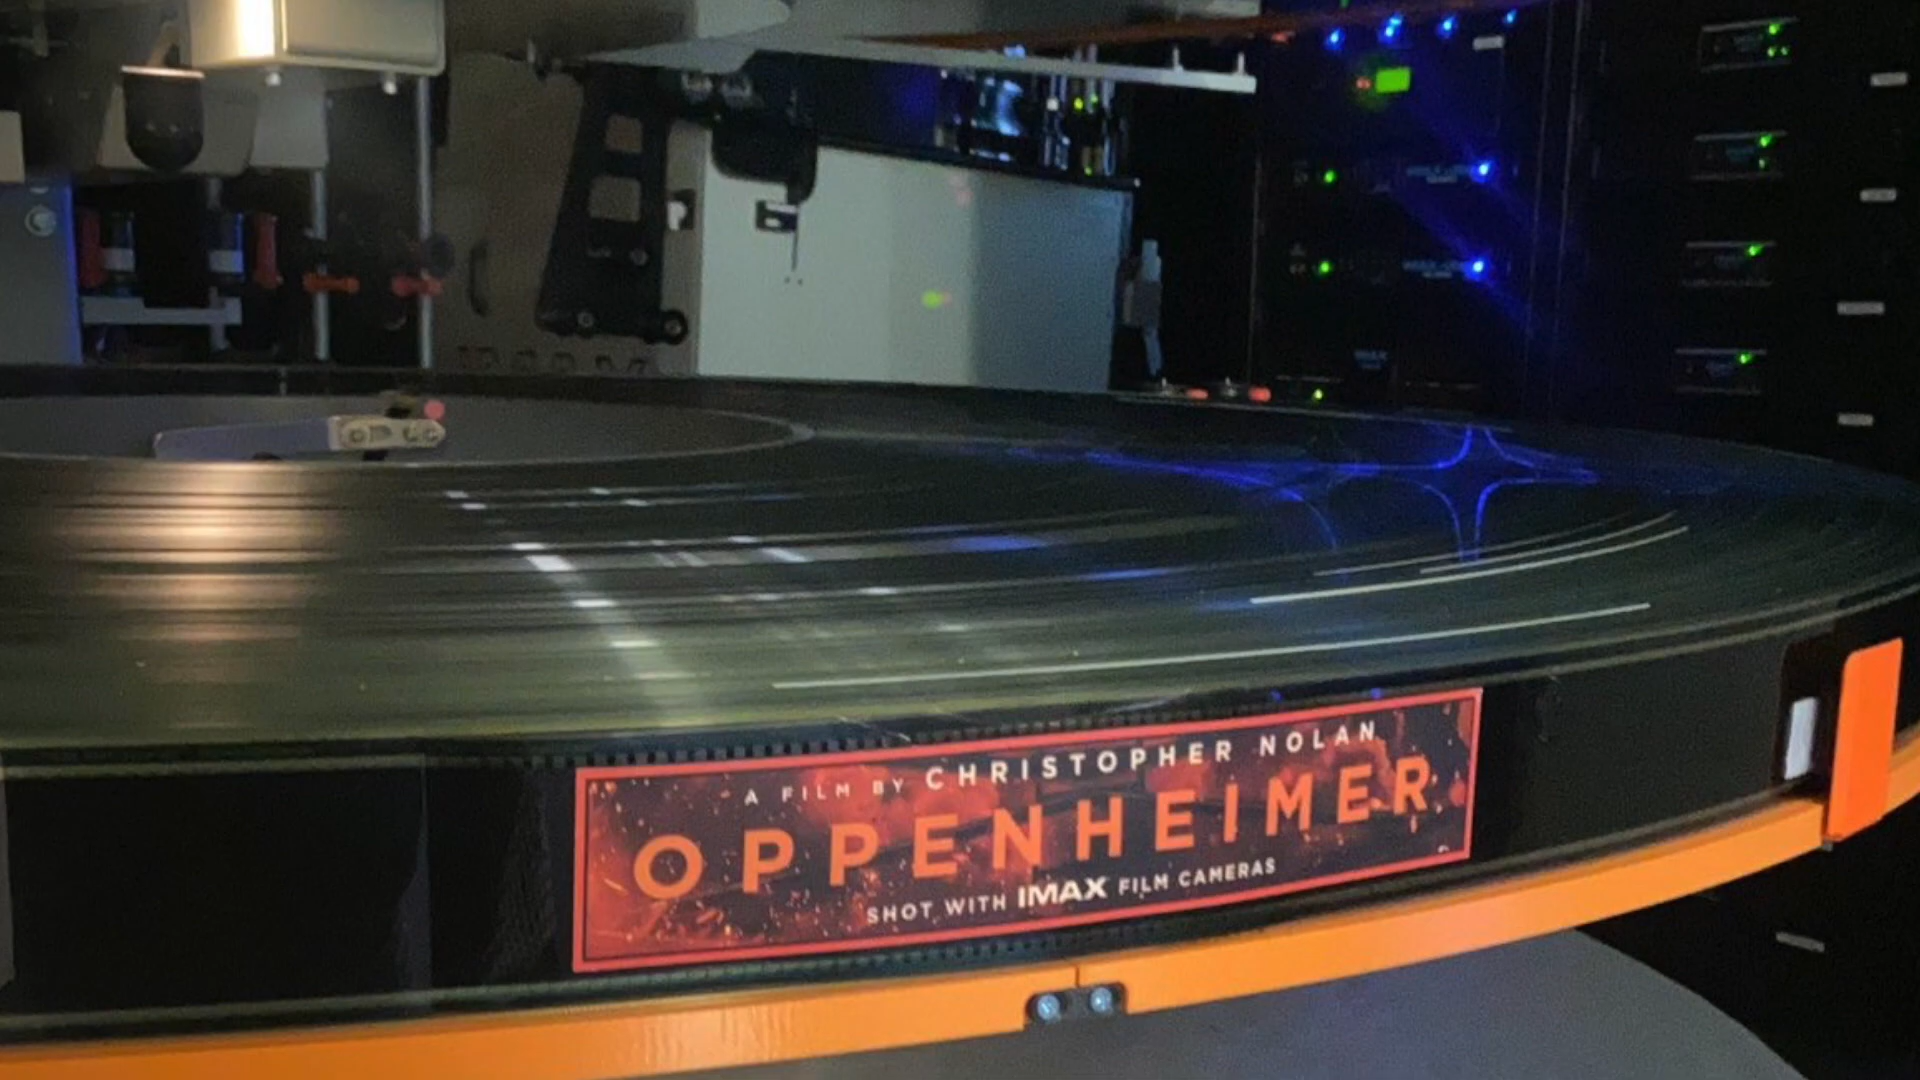 A FILM BY CHRISTOPHER NOLAN
OPPENHEIMER
SHOT WITH IMAX FILM CAMERAS